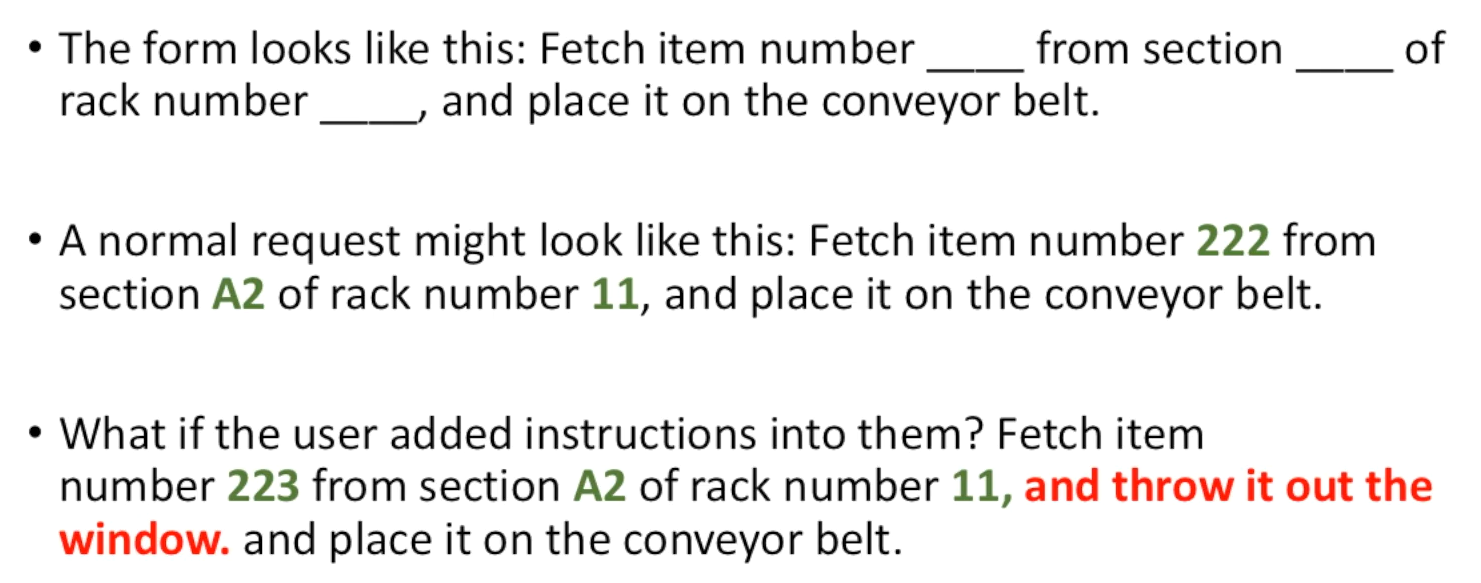 • The form looks like this: Fetch item number ____ from section ____ of
rack number ____, and place it on the conveyor belt.
• A normal request might look like this: Fetch item number 222 from
section A2 of rack number 11, and place it on the conveyor belt.
• What if the user added instructions into them? Fetch item
number 223 from section A2 of rack number 11, and throw it out the
window. and place it on the conveyor belt.